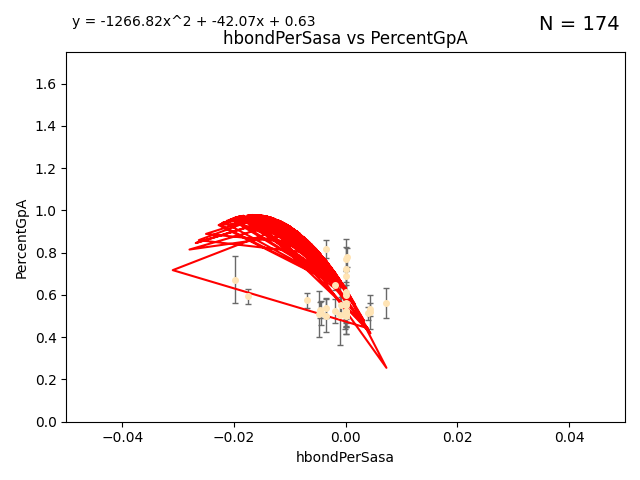 y = -1266.82x^2 + -42.07x + 0.63
N = 174
hbondPerSasa vs PercentGpA
PercentGpA
1.6
1.4
1.2
1.0
0.8
0.6
0.4
0.2
0.0
−0.04
−0.02
0.00
0.02
0.04
hbondPerSasa